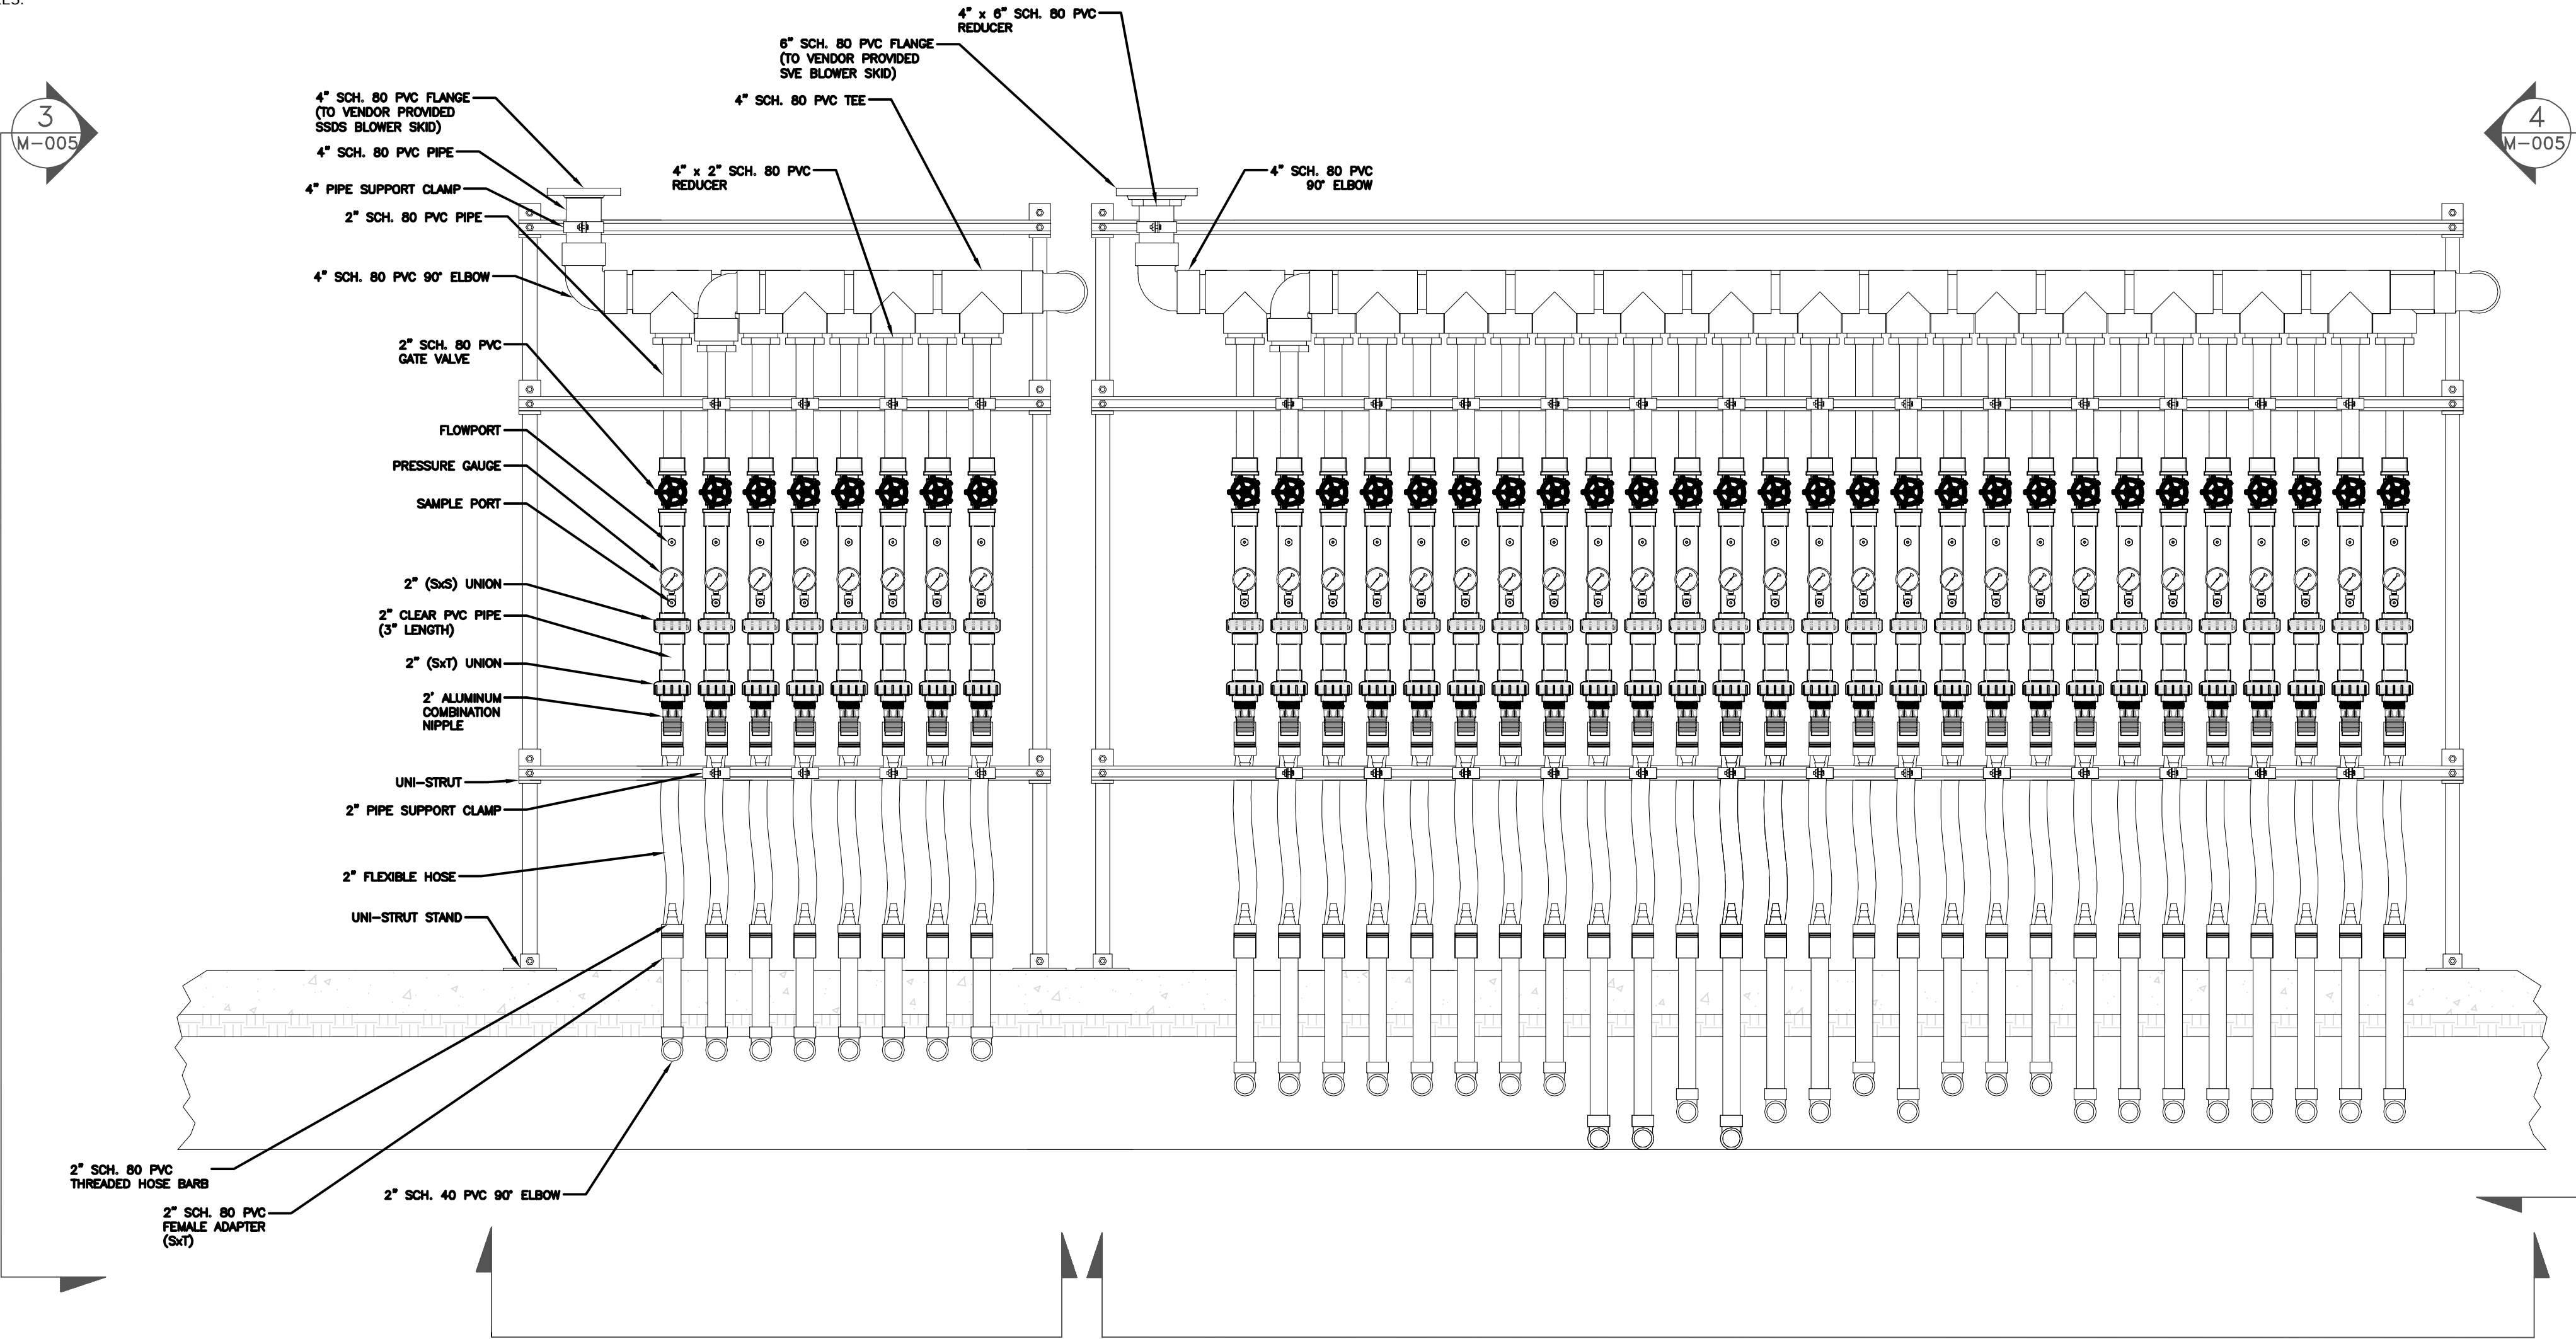 4" x 6" SCH. 80 PVC
REDUCER
6" SCH. 80 PVC FLANGE
(TO VENDOR PROVIDED
SVE BLOWER SKID)
4" SCH. 80 PVC FLANGE
(TO VENDOR PROVIDED
SSDS BLOWER SKID)
4" SCH. 80 PVC TEE
3
M-005
4
M-005
4" SCH. 80 PVC PIPE
4" x 2" SCH. 80 PVC
REDUCER
4" SCH. 80 PVC
90° ELBOW
4" PIPE SUPPORT CLAMP
2" SCH. 80 PVC PIPE
4" SCH. 80 PVC 90° ELBOW
2" SCH. 80 PVC
GATE VALVE
FLOWPORT
PRESSURE GAUGE
SAMPLE PORT
2" (SxS) UNION
2" CLEAR PVC PIPE
(3" LENGTH)
2" (SxT) UNION
2' ALUMINUM
COMBINATION
NIPPLE
UNI-STRUT
2" PIPE SUPPORT CLAMP
2" FLEXIBLE HOSE
UNI-STRUT STAND
2" SCH. 80 PVC
THREADED HOSE BARB
2" SCH. 40 PVC 90° ELBOW
2" SCH. 80 PVC
FEMALE ADAPTER
(SxT)